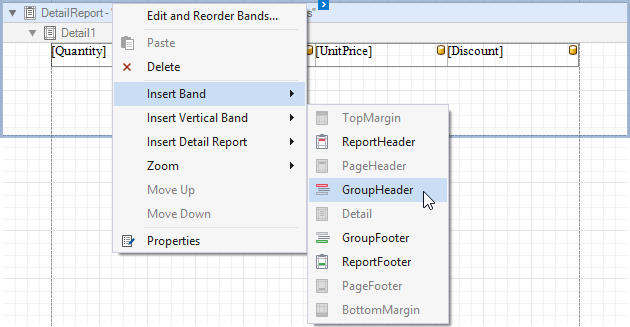 DetailReport - "
s"
Edit and Reorder Bands...
Detail1
Paste
[Quantity]
[UnitPrice]
[Discount]
Delete
Insert Band
Insert Vertical Band
TopMargin
Insert Detail Report
ReportHeader
Zoom
PageHeader
Move Up
GroupHeader
Move Down
Detail
Properties
GroupFooter
ReportFooter
PageFooter
BottomMargin